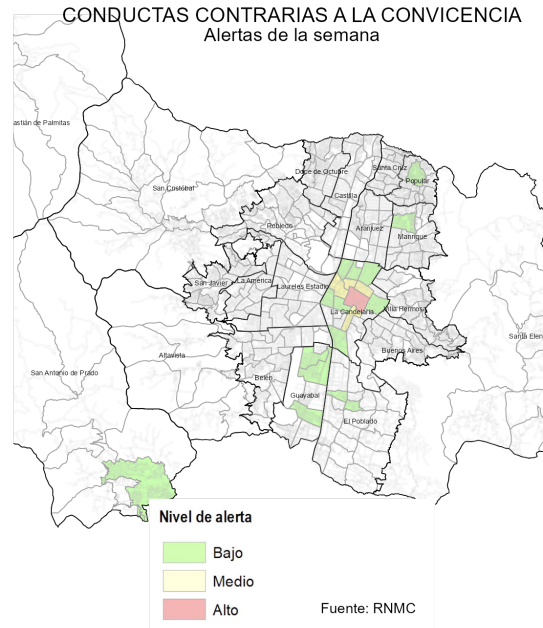 CONDUCTAS CONTRARIAS A LA CONVICENCIA
Alertas de la semana
astián de Palmitas
Doce de Octubre
Santa Cruz
Popular
San Cristóbal
Castilla
Robledo
Aranjuez
Manrique
San Javier
La América
Laureles Estadio
La Candelaria
Villa Hermosa
Santa Elen
Buenos Aires
Altavista
San Antonio de Prado
Belén
Guayabal
El Poblado
Nivel de alerta
Bajo
Medio
Alto
Fuente: RNMC